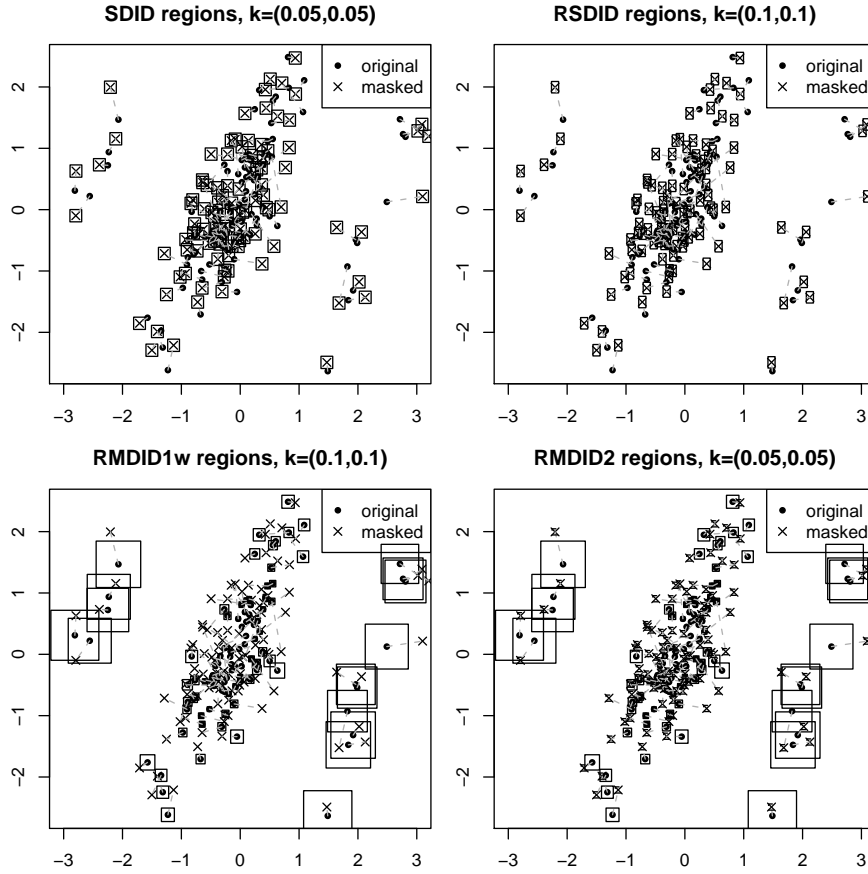 SDID regions, k=(0.05,0.05)
original
masked
2
1
0
−1
−2
−3 −2 −1 0 1 2 3
RSDID regions, k=(0.1,0.1)
original
masked
2
1
0
−1
−2
−3 −2 −1 0 1 2 3
RMDID1w regions, k=(0.1,0.1)
original
masked
2
1
0
−1
−2
−3 −2 −1 0 1 2 3
RMDID2 regions, k=(0.05,0.05)
original
masked
2
1
0
−1
−2
−3 −2 −1 0 1 2 3